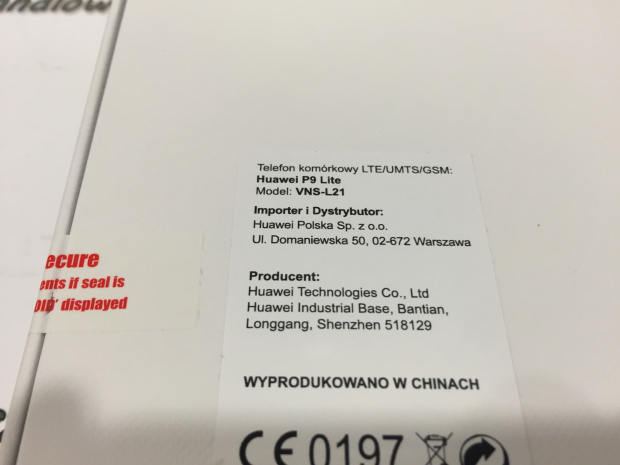 Telefon komórkowy LTE/UMTS/GSM:
Huawei P9 Lite
Model: VNS-L21
Importer i Dystrybutor:
Huawei Polska Sp. z o.o.
Ul. Domaniewska 50, 02-672 Warszawa
ecure
ents if seal is
displayed
Producent:
Huawei Technologies Co., Ltd
Huawei Industrial Base, Bantian,
Longgang, Shenzhen 518129
WYPRODUKOWANO W CHINACH
CE 0197